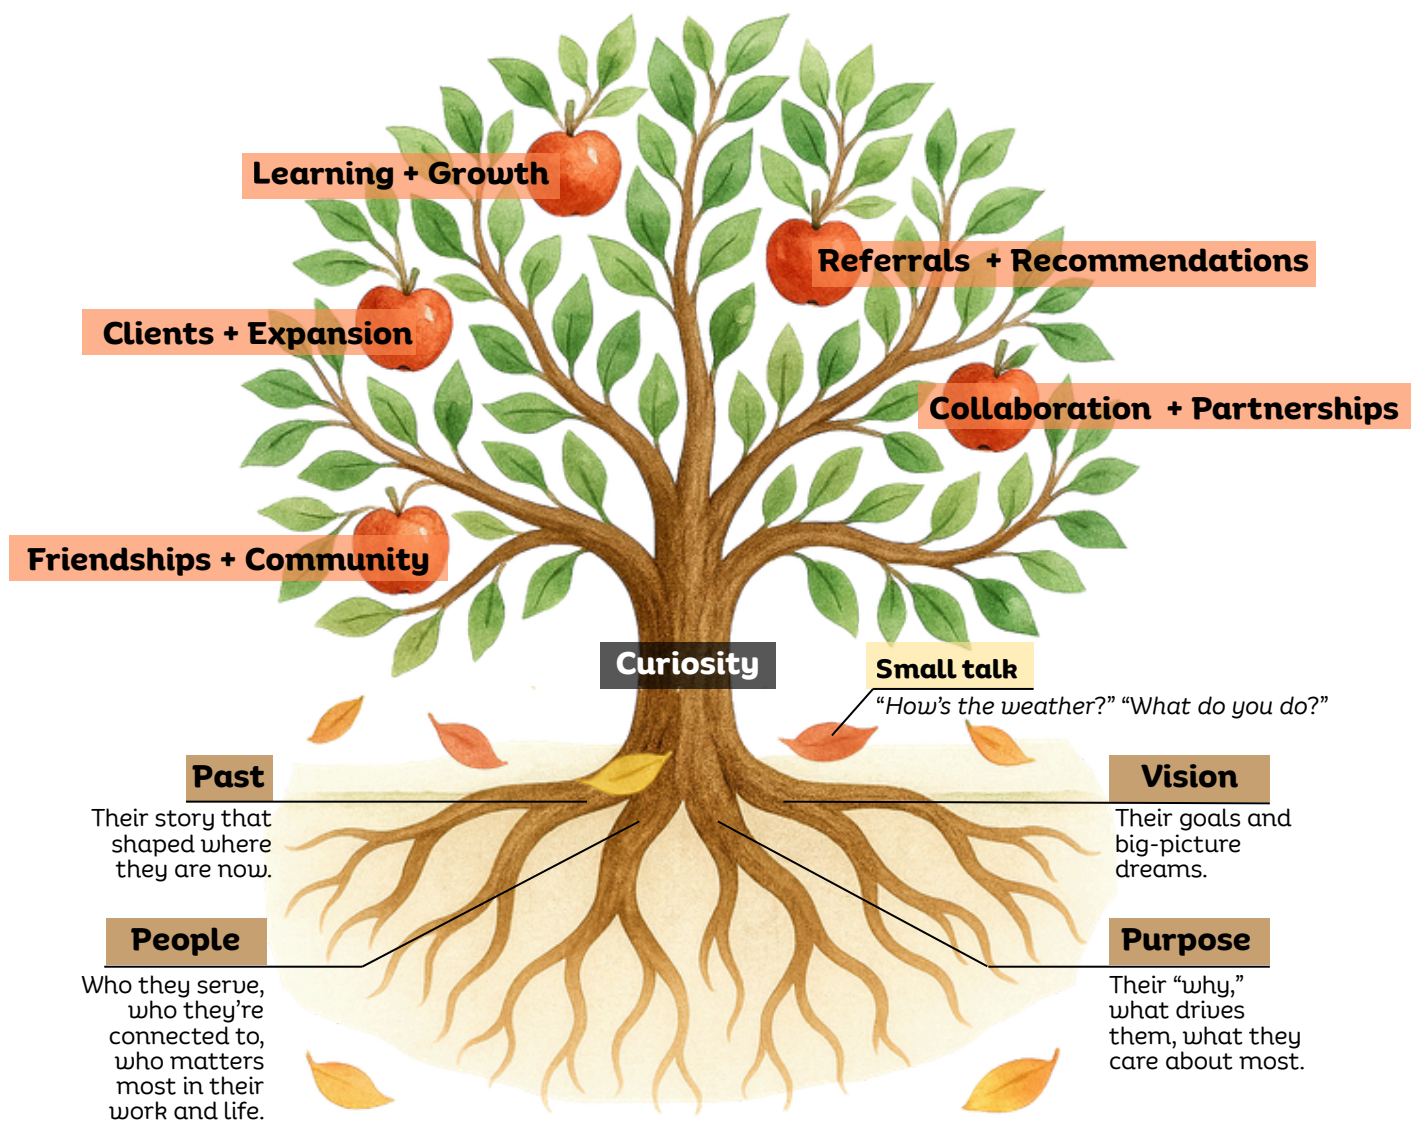 Learning + Growth
Referrals + Recommendations
Clients + Expansion
Collaboration + Partnerships
Friendships + Community
Curiosity
Small talk
“How’s the weather?” “What do you do?”
Past
Their story that
shaped where
they are now.
Vision
Their goals and
big-picture
dreams.
People
Who they serve,
who they’re
connected to,
who matters
most in their
work and life.
Purpose
Their “why,”
what drives
them, what they
care about most.